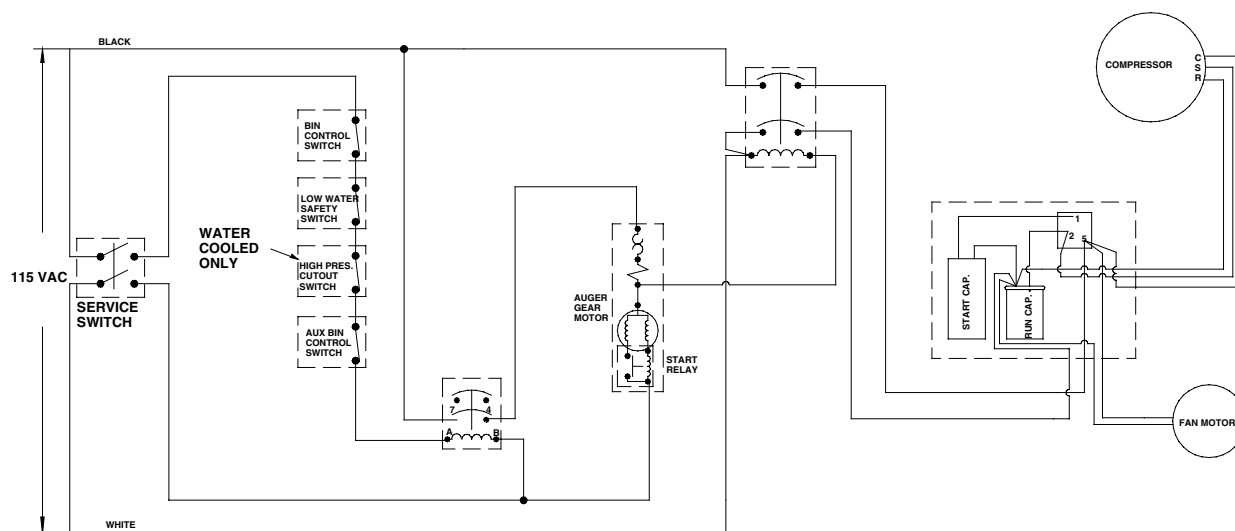 BLACK
COMPRESSOR
C
S
R
BIN
CONTROL
SWITCH
LOW WATER
SAFETY
SWITCH
WATER
COOLED
ONLY
HIGH PRES.
CUTOUT
SWITCH
115 VAC
SERVICE
SWITCH
AUX BIN
CONTROL
SWITCH
AUGER
GEAR
MOTOR
START
RELAY
7
4
A
B
1
2
5
START CAP.
RUN CAP.
FAN MOTOR
WHITE